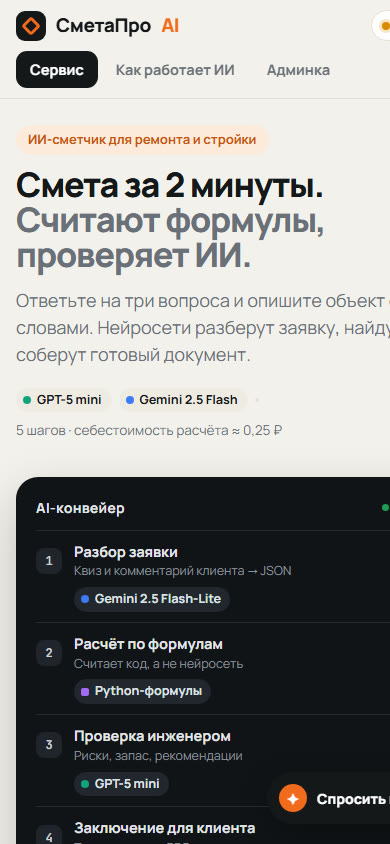 СметаПро AI
Сервис Как работает ИИ Админка
ИИ-сметчик для ремонта и стройки
Смета за 2 минуты.
Считают формулы,
проверяет ИИ.
Ответьте на три вопроса и опишите объект
словами. Нейросети разберут заявку,
соберут готовый документ.
GPT-5 mini Gemini 2.5 Flash ·
5 шагов · себестоимость расчёта ≈ 0,25 ₽
AI-конвейер
1 Разбор заявки
Квиз и комментарий клиента → JSON
Gemini 2.5 Flash-Lite
2 Расчёт по формулам
Считает код, а не нейросеть
Python-формулы
3 Проверка инженером
Риски, запас, рекомендации
GPT-5 mini
Спросить
4 Заключение для клиента